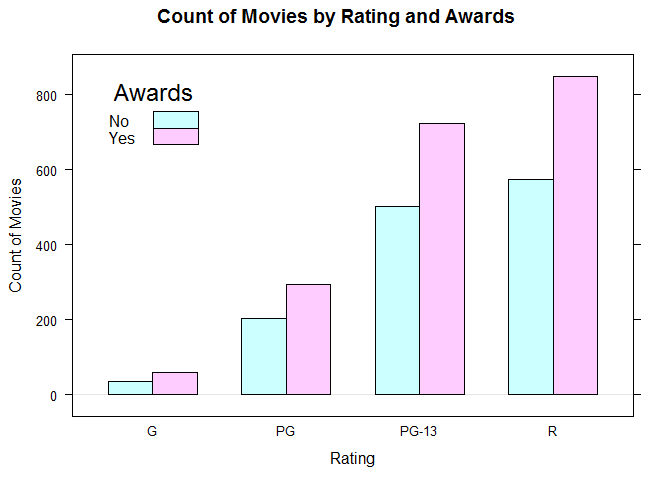 Count of Movies by Rating and Awards
Awards
No
Yes
800
600
400
200
0
Count of Movies
G PG PG-13 R
Rating